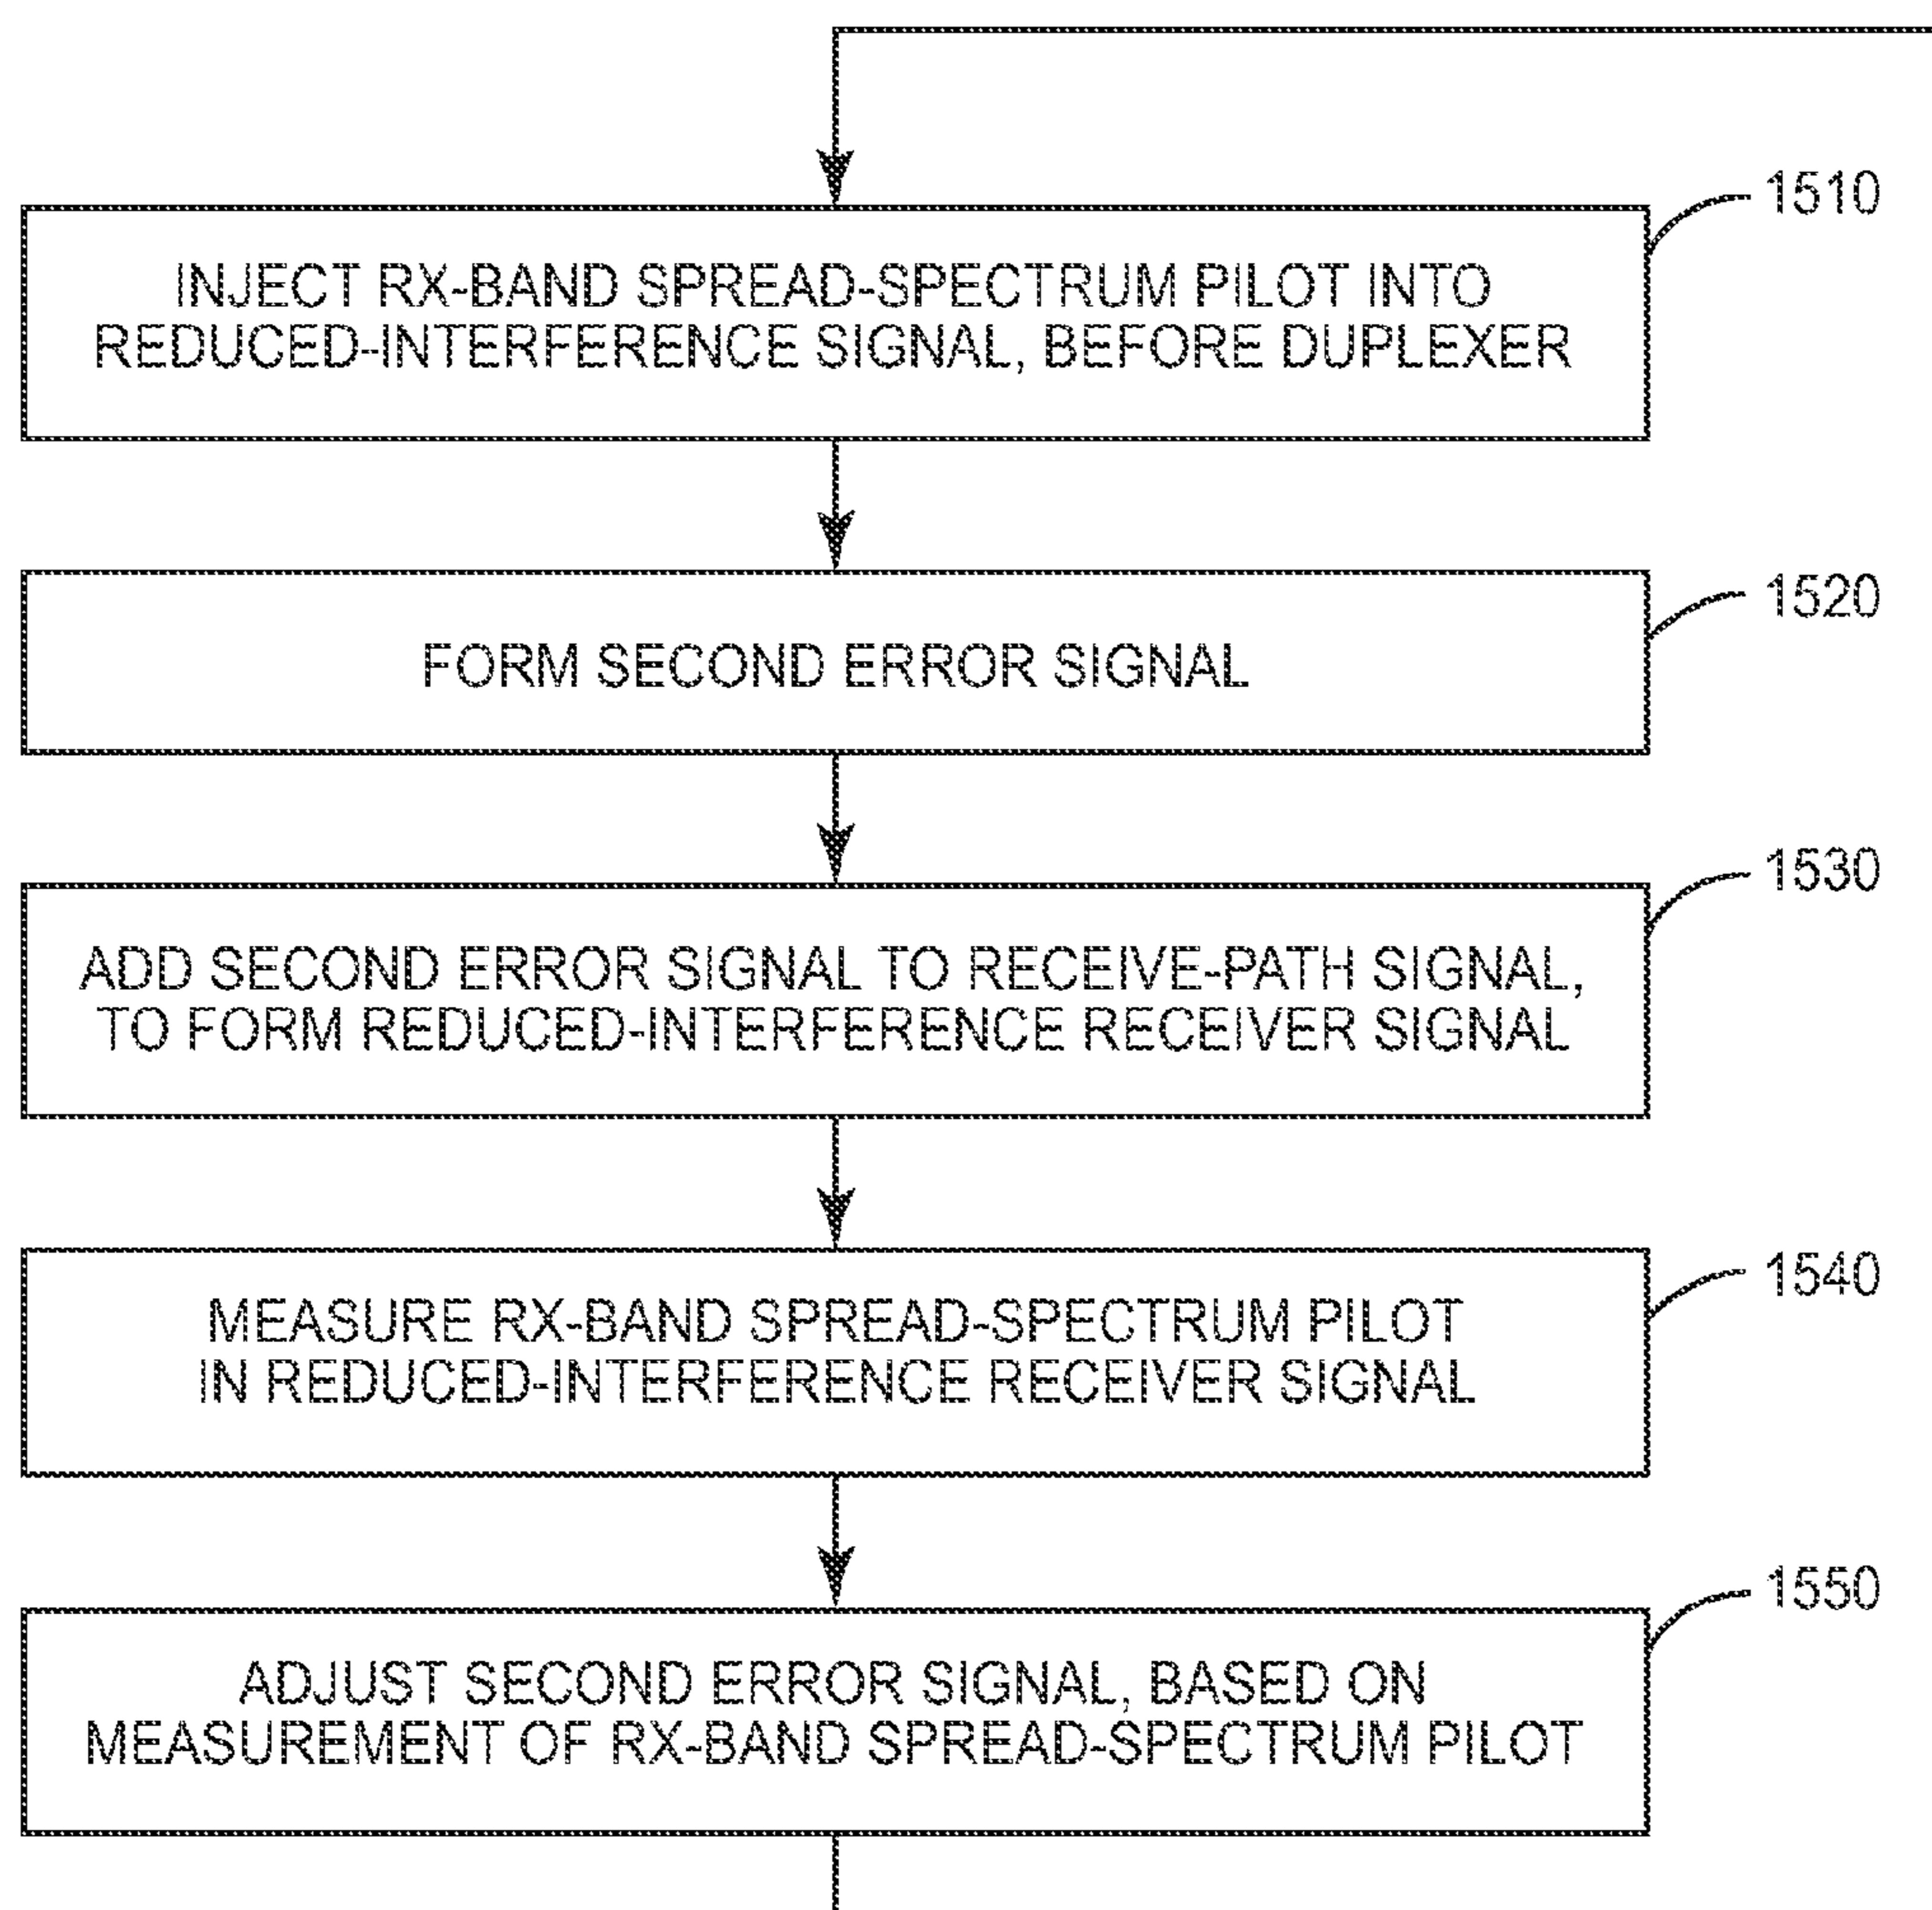 1510
INJECT RX-BAND SPREAD-SPECTRUM PILOT INTO
REDUCED-INTERFERENCE SIGNAL, BEFORE DUPLEXER
1520
FORM SECOND ERROR SIGNAL
1530
ADD SECOND ERROR SIGNAL TO RECEIVE-PATH SIGNAL,
TO FORM REDUCED-INTERFERENCE RECEIVER SIGNAL
1540
MEASURE RX-BAND SPREAD-SPECTRUM PILOT
IN REDUCED-INTERFERENCE RECEIVER SIGNAL
1550
ADJUST SECOND ERROR SIGNAL, BASED ON
MEASUREMENT OF RX-BAND SPREAD-SPECTRUM PILOT